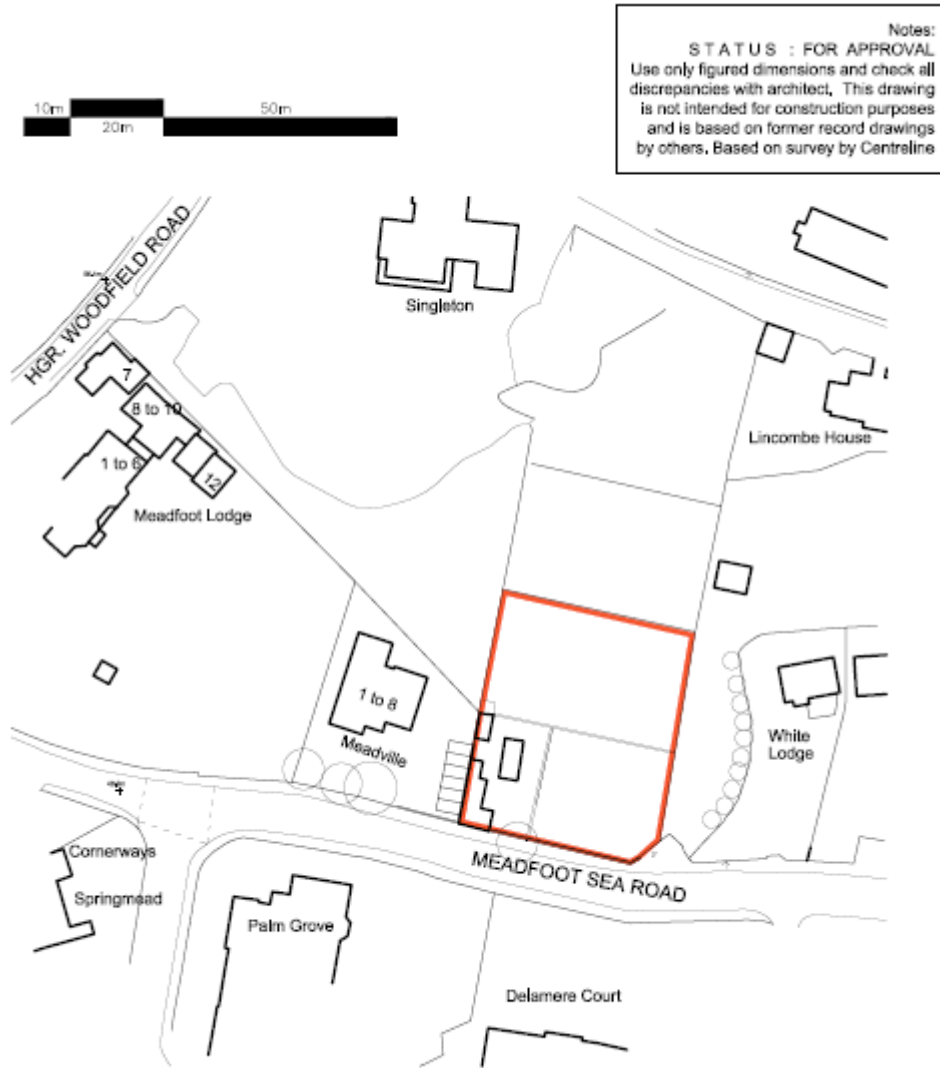 Notes:
STATUS : FOR APPROVAL
Use only figured dimensions and check all
discrepancies with architect, This drawing
is not intended for construction purposes
and is based on former record drawings
by others. Based on survey by Centreline
10m
50m
20m
HGR. WOODFIELD ROAD
Singleton
7
8 to 10
1 to 6
12
Lincombe House
Meadfoot Lodge
1 to 8
Meadville
White
Lodge
MEADFOOT SEA ROAD
Cornerways
Springmead
Palm Grove
Delamere Court